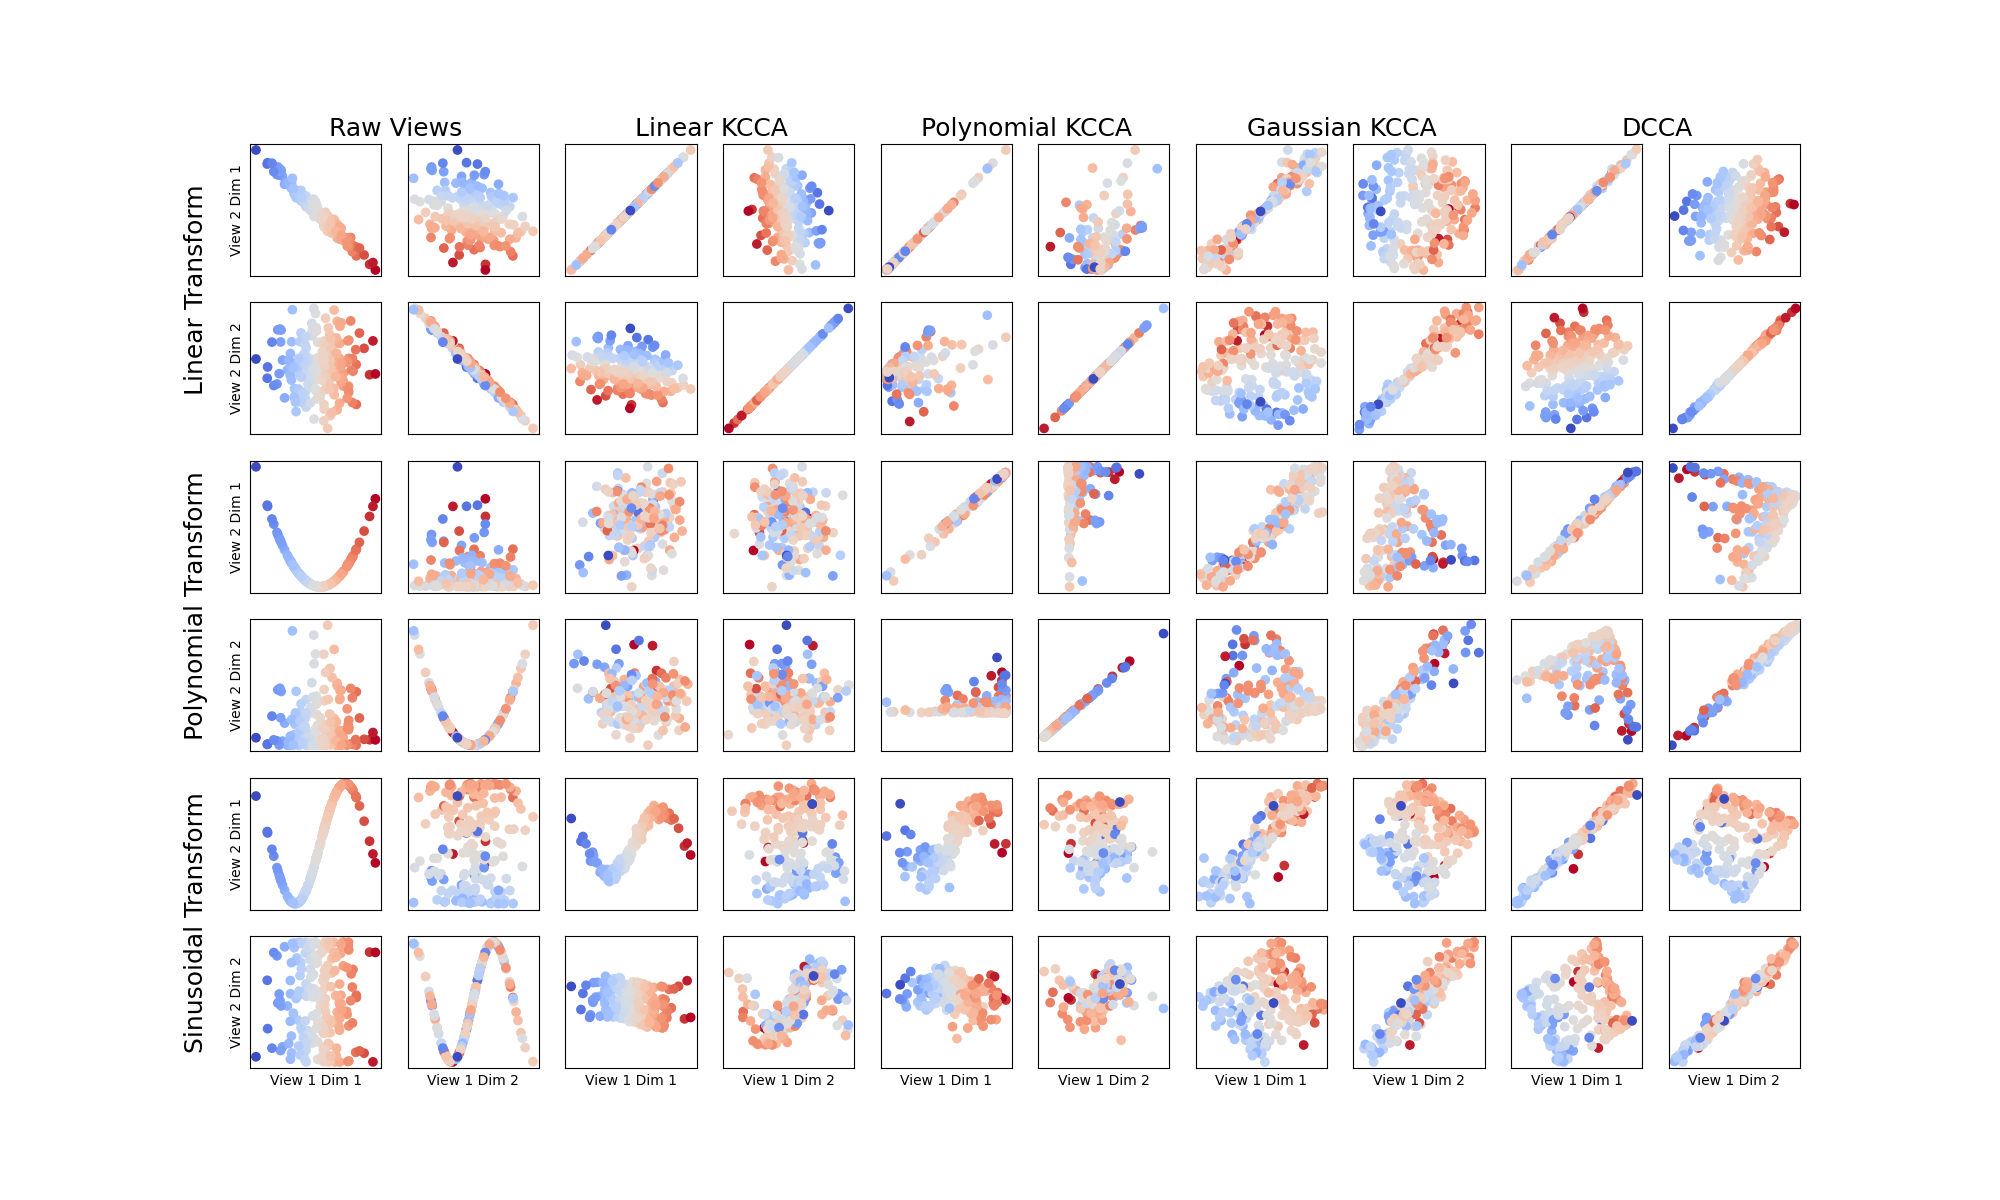 Raw Views
Linear KCCA
Polynomial KCCA
Gaussian KCCA
DCCA
Linear Transform
View 2 Dim 1
View 2 Dim 2
Polynomial Transform
View 2 Dim 1
View 2 Dim 2
Sinusoidal Transform
View 2 Dim 1
View 2 Dim 2
View 1 Dim 1
View 1 Dim 2
View 1 Dim 1
View 1 Dim 2
View 1 Dim 1
View 1 Dim 2
View 1 Dim 1
View 1 Dim 2
View 1 Dim 1
View 1 Dim 2